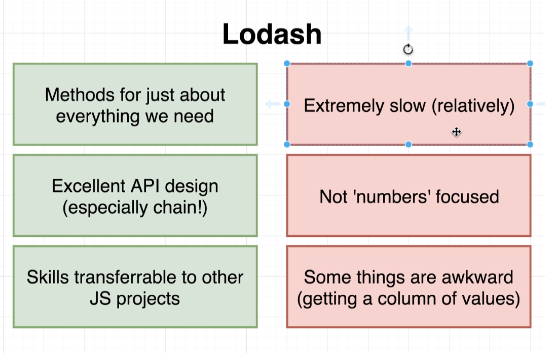 Lodash
Methods for just about
everything we need
Extremely slow (relatively)
Excellent API design
(especially chain!)
Not 'numbers' focused
Skills transferrable to other
JS projects
Some things are awkward
(getting a column of values)